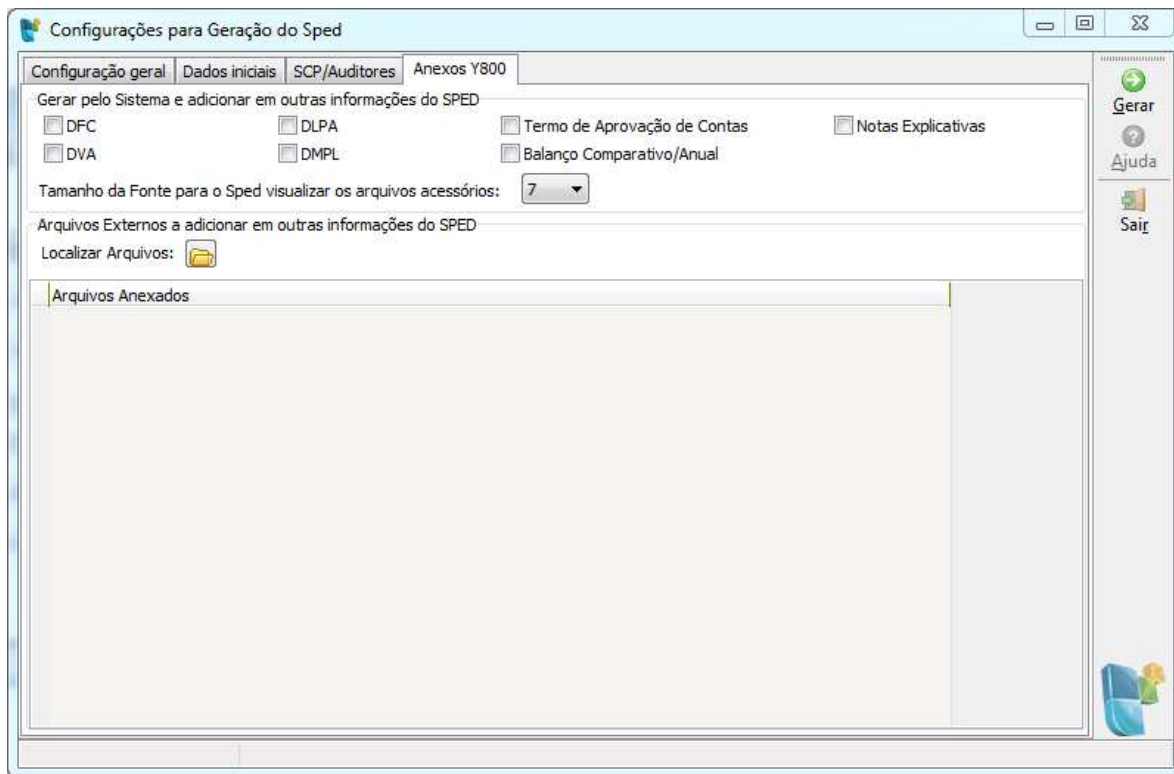 Configurações para Geração do Sped
Configuração geral Dados iniciais SCP/Auditores Anexos Y800
Gerar pelo Sistema e adicionar em outras informações do SPED
DFC DLPA Termo de Aprovação de Contas Notas Explicativas
DVA DMPL Balanço Comparativo/Anual
Tamanho da Fonte para o Sped visualizar os arquivos acessórios: 7
Arquivos Externos a adicionar em outras informações do SPED
Localizar Arquivos:
Arquivos Anexados
Gerar
Ajuda
Sair